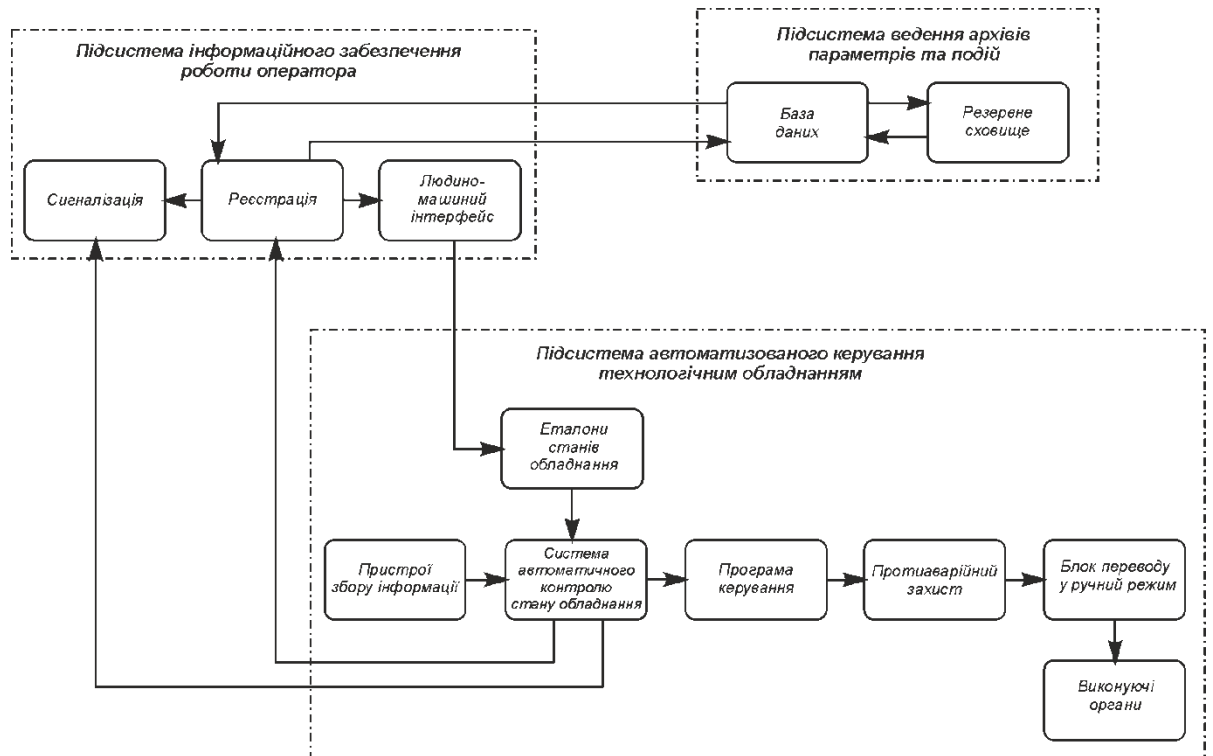 Підсистема інформаційного забезпечення
роботи оператора
Підсистема ведення архівів
параметрів та подій
База
даних
Резервне
сховище
Сигналізація
Реєстрація
Людино-
машиний
інтерфейс
Підсистема автоматизованого керування
технологічним обладнанням
Еталони
станів
обладнання
Пристрої
збору інформації
Система
автоматичного
контролю
стану обладнання
Програма
керування
Протиаварійний
захист
Блок переводу
у ручний режим
Виконуючі
органи